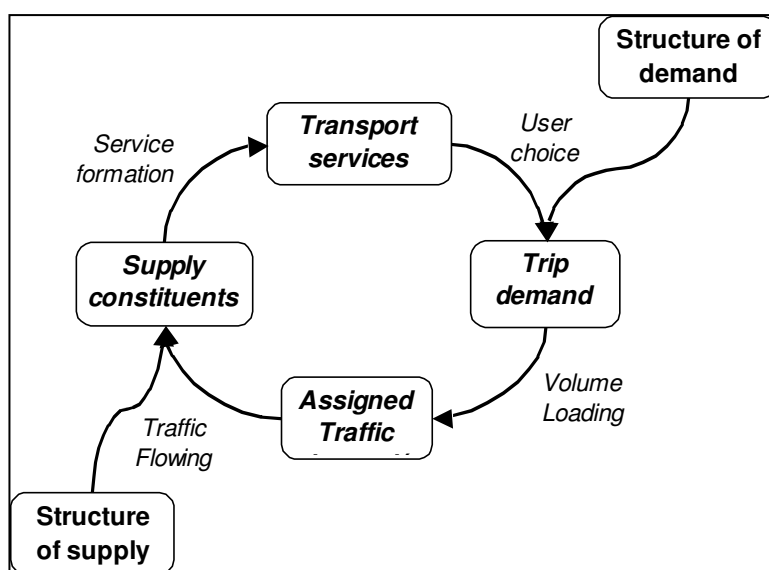 Structure of
demand
Transport
services
User
choice
Service
formation
Supply
constituents
Trip
demand
Assigned
Traffic
Volume
Loading
Traffic
Flowing
Structure
of supply